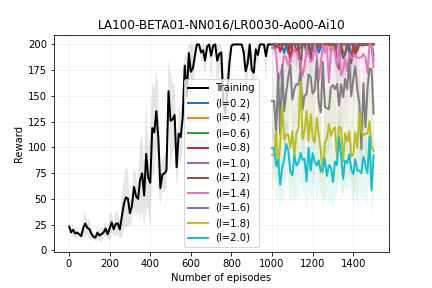 LA100-BETA01-NN016/LR0030-Ao00-Ai10
200
175
150
125
100
75
50
25
0
Reward
Training
(l=0.2)
(l=0.4)
(l=0.6)
(l=0.8)
(l=1.0)
(l=1.2)
(l=1.4)
(l=1.6)
(l=1.8)
(l=2.0)
0 200 400 600 800 1000 1200 1400
Number of episodes